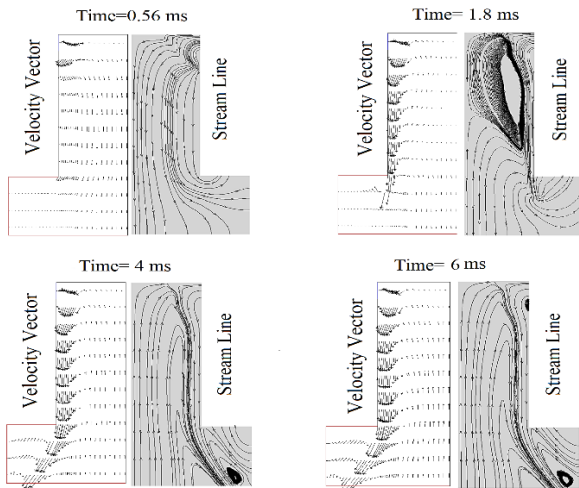 Time=0.56 ms
Time= 1.8 ms
Velocity Vector
Stream Line
Velocity Vector
Stream Line
Time= 4 ms
Time= 6 ms
Velocity Vector
Stream Line
Velocity Vector
Stream Line